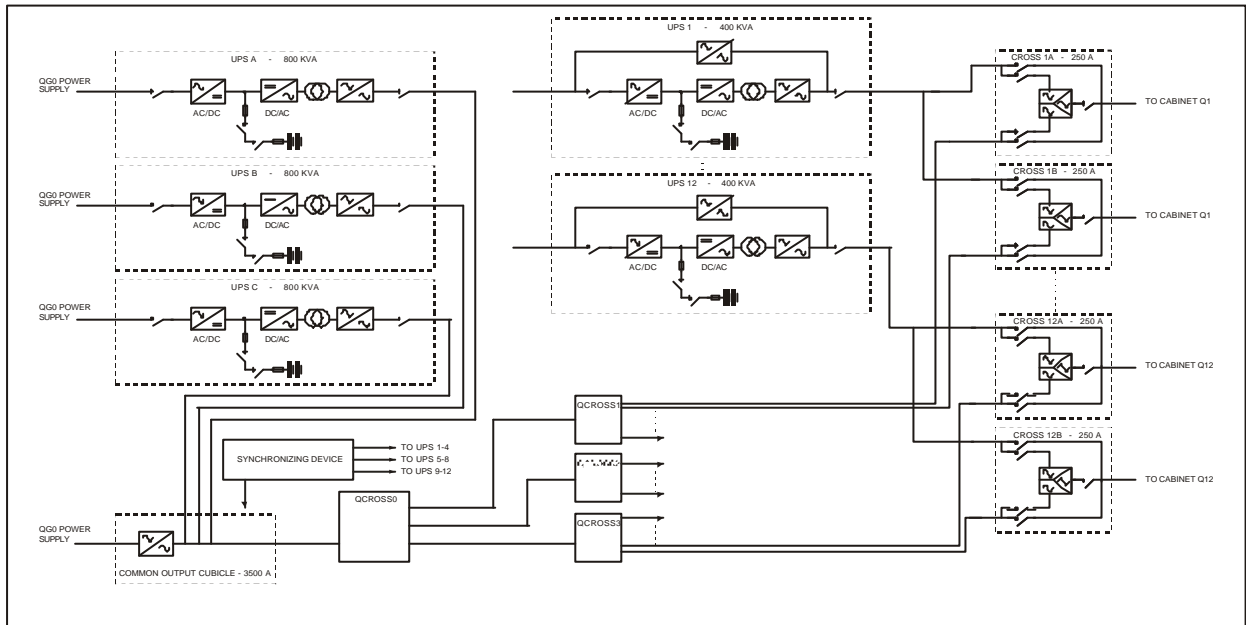 UPS A - 800 KVA
QG0 POWER
SUPPLY
AC/DC
DC/AC
UPS B - 800 KVA
QG0 POWER
SUPPLY
AC/DC
DC/AC
UPS C - 800 KVA
QG0 POWER
SUPPLY
AC/DC
DC/AC
UPS 1 - 400 KVA
AC/DC
DC/AC
UPS 12 - 400 KVA
AC/DC
DC/AC
CROSS 1A - 250 A
TO CABINET Q1
CROSS 1B - 250 A
TO CABINET Q1
CROSS 12A - 250 A
TO CABINET Q12
CROSS 12B - 250 A
TO CABINET Q12
SYNCHRONIZING DEVICE
TO UPS 1-4
TO UPS 5-8
TO UPS 9-12
QCROSS1
QCROSS0
QCROSS3
QG0 POWER
SUPPLY
COMMON OUTPUT CUBICLE - 3500 A